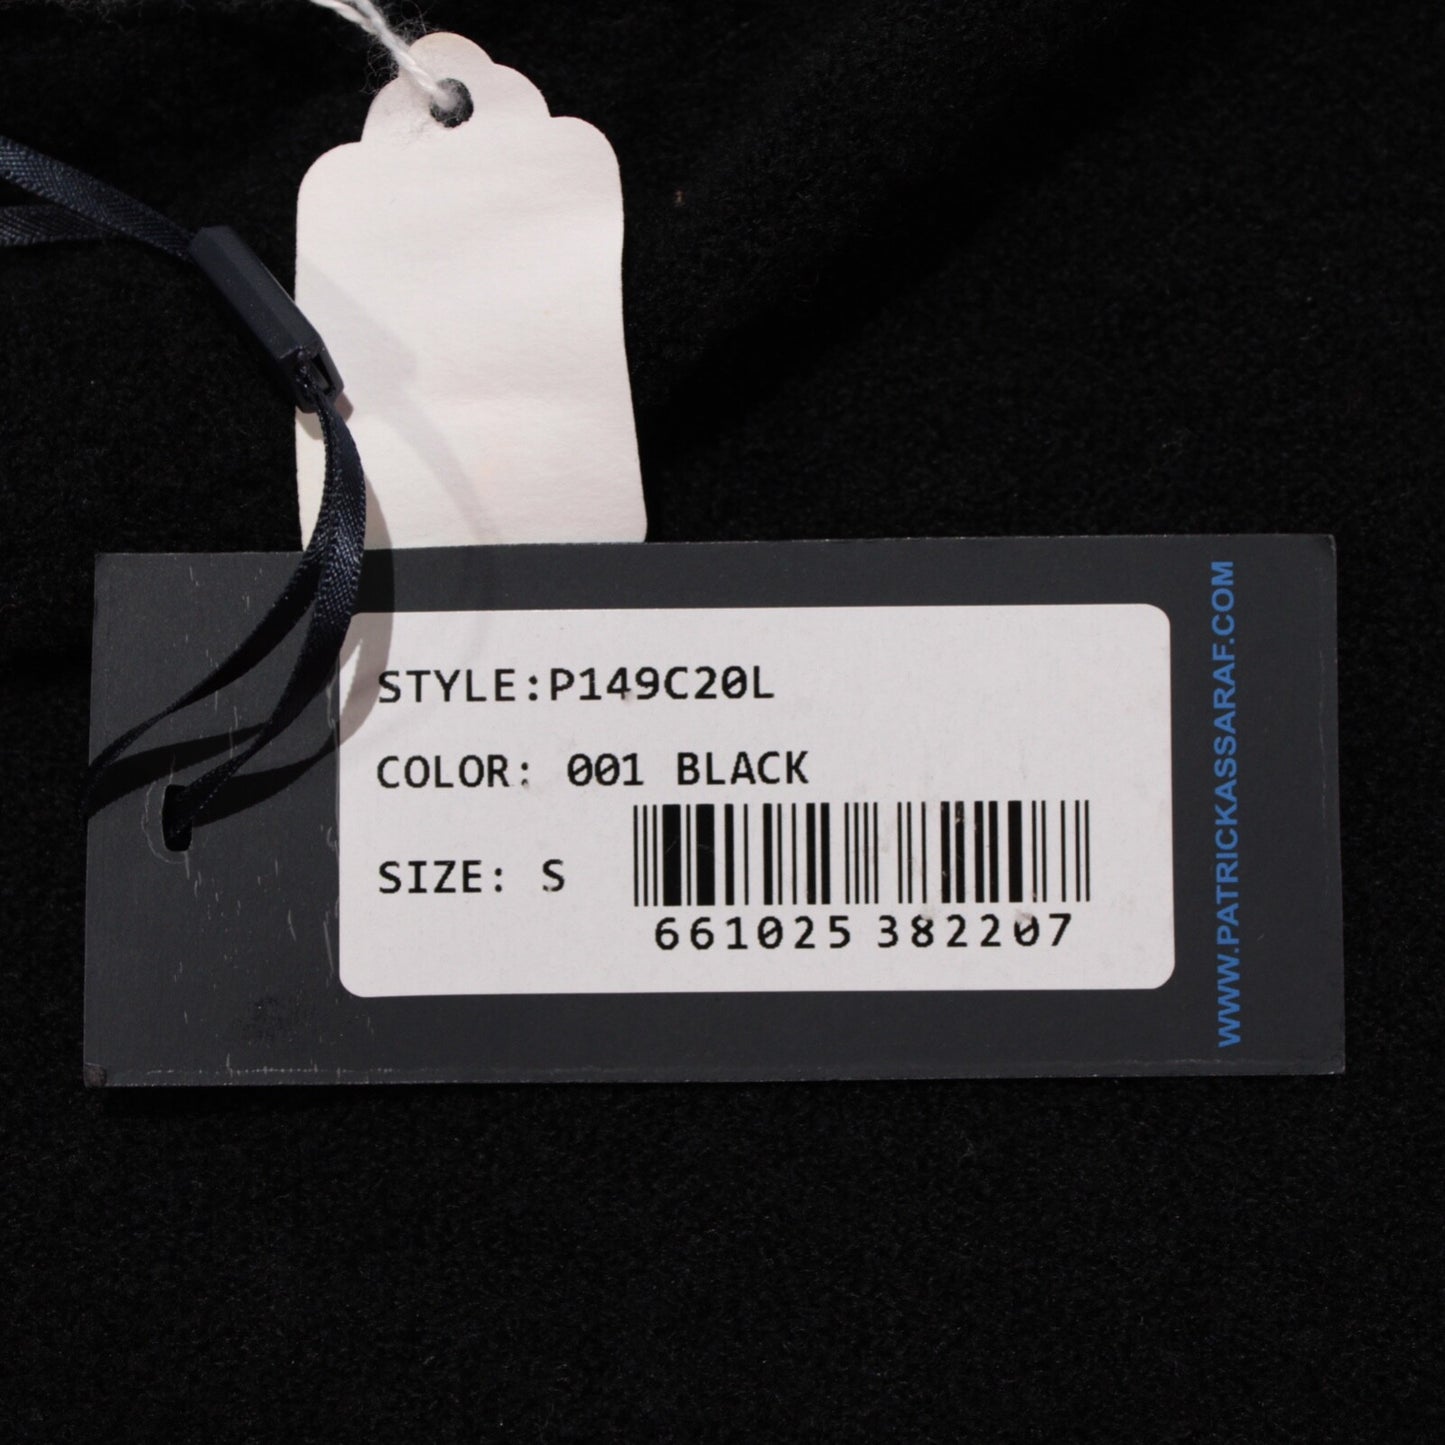 STYLE:P149C20L
COLOR: 001 BLACK
SIZE: S
661025 382207
WWW.PATRICKASSARAF.COM